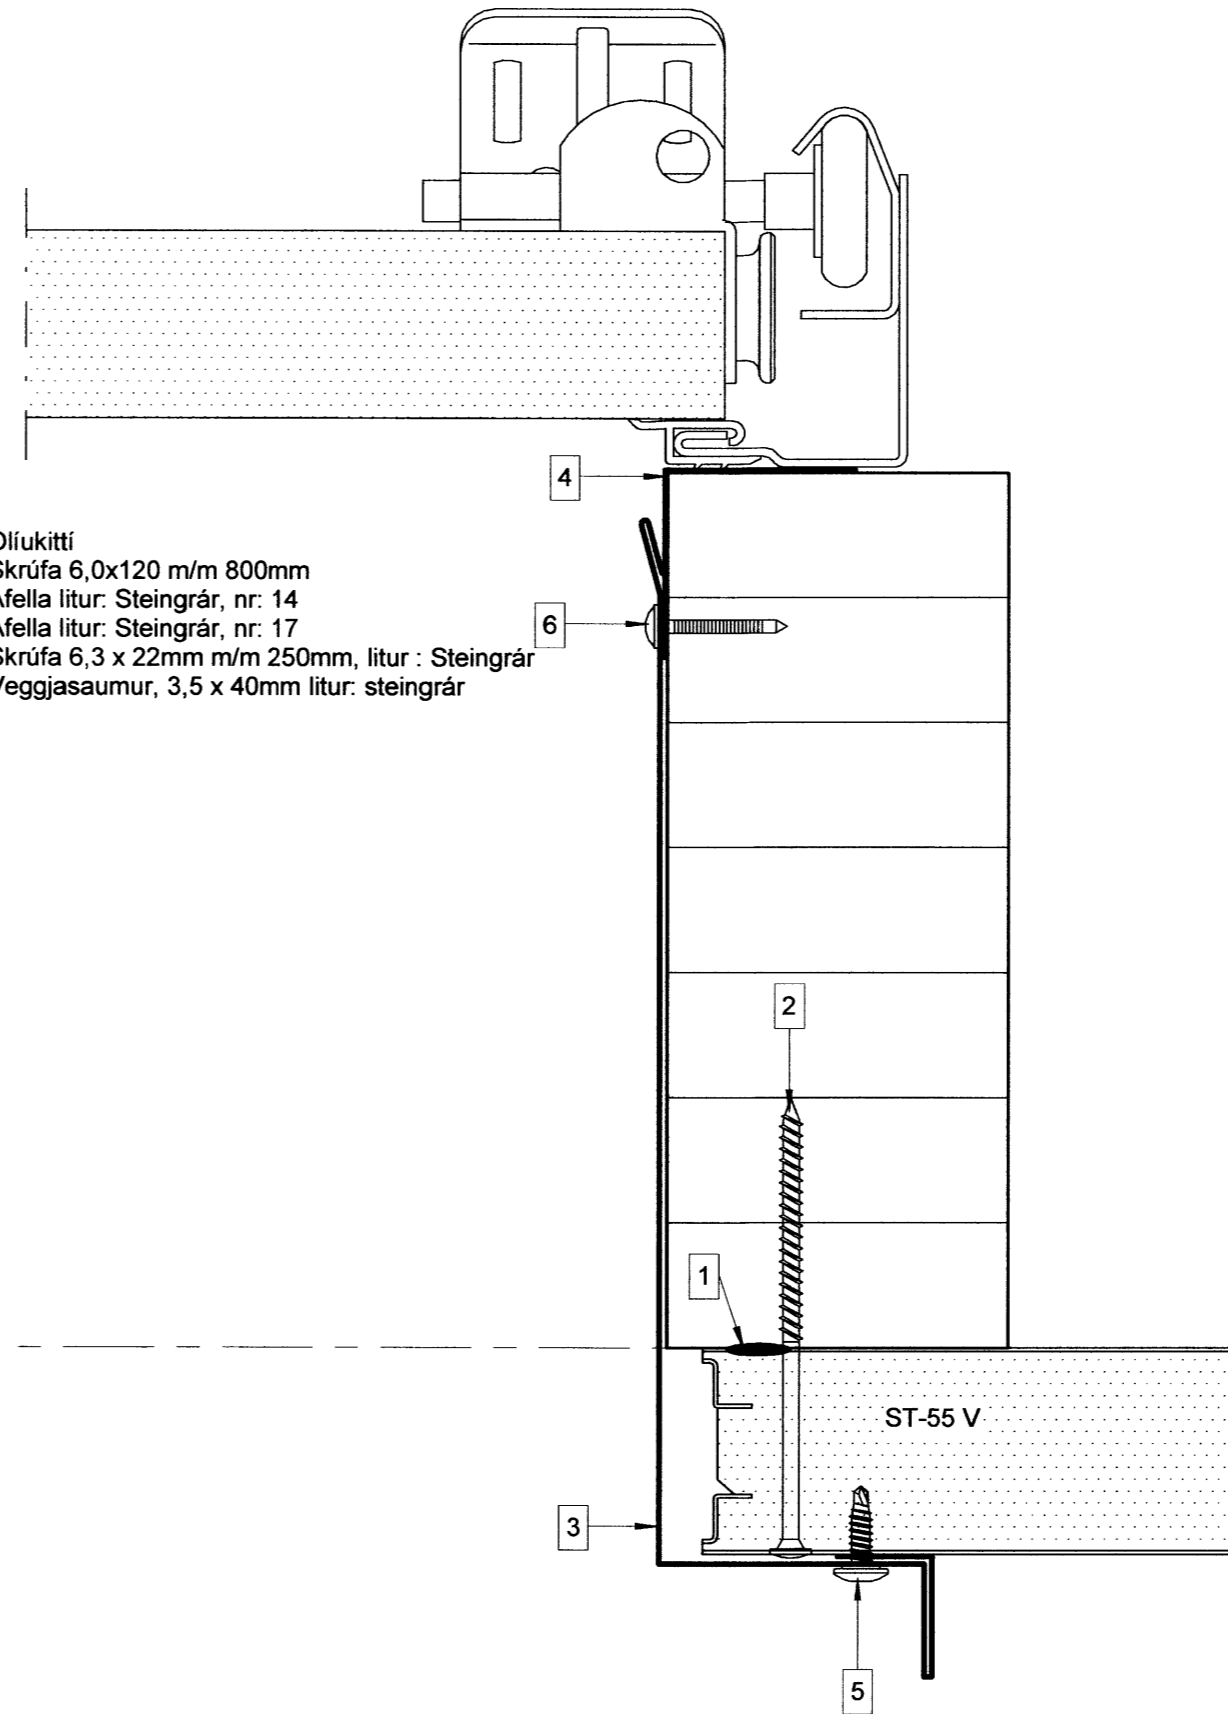 Olíukittí
Skrúfa 6,0x120 m/m 800mm
Áfella litur: Steingrár, nr: 14
Áfella litur: Steingrár, nr: 17
Skrúfa 6,3 x 22mm m/m 250mm, litur : Steingrár
Veggjasaumur, 3,5 x 40mm litur: steingrár
4
6
2
1
ST-55 V
3
5